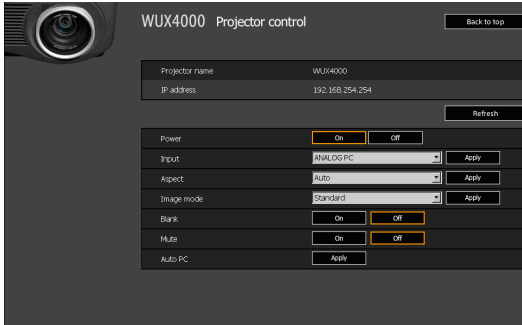 WUX4000 Projector control
Back to top
Projector name WUX4000
IP address 192.168.254.254
Refresh
Power On Off
Input ANALOG PC Apply
Aspect Auto Apply
Image mode Standard Apply
Blank On Off
Mute On Off
Auto PC Apply